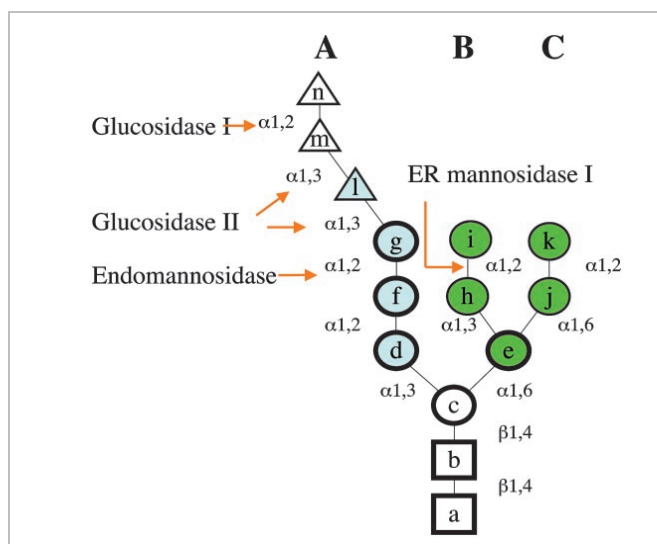 A B C
n
Glucosidase I α1,2
m
α1,3 l ER mannosidase I
Glucosidase II α1,3 g i k
Endomannosidase α1,2 α1,2 α1,2
f h j
α1,2 α1,3 α1,6
d e
α1,3 c α1,6
β1,4
b
β1,4
a